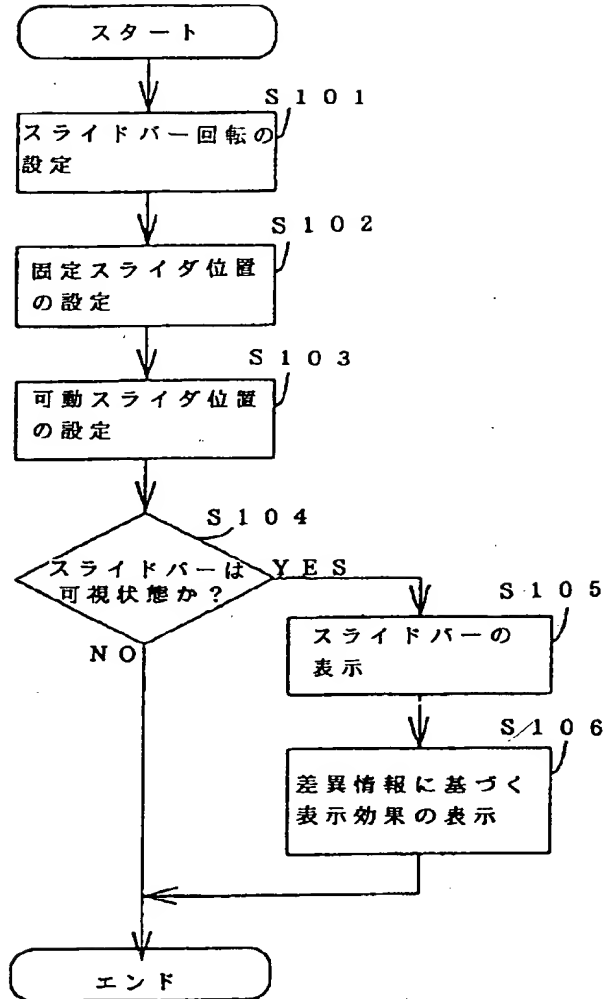 スタート
S101
スライドバー回転の
設定
S102
固定スライダ位置
の設定
S103
可動スライダ位置
の設定
S104
スライドバーは
可視状態か?
YES
NO
S105
スライドバーの
表示
S106
差異情報に基づく
表示効果の表示
エンド